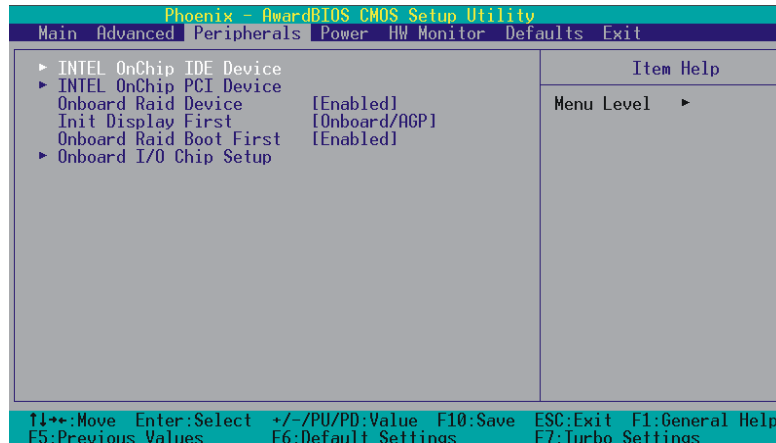 Phoenix - AwardBIOS CMOS Setup Utility
Main Advanced Peripherals Power HW Monitor Defaults Exit
► INTEL OnChip IDE Device
► INTEL OnChip PCI Device
Onboard Raid Device [Enabled]
Init Display First [Onboard/AGP]
Onboard Raid Boot First [Enabled]
► Onboard I/O Chip Setup
Item Help
Menu Level ►
↑↓→←:Move Enter:Select +/-/PU/PD:Value F10:Save ESC:Exit F1:General Help
F5:Previous Values F6:Default Settings F7:Turbo Settings